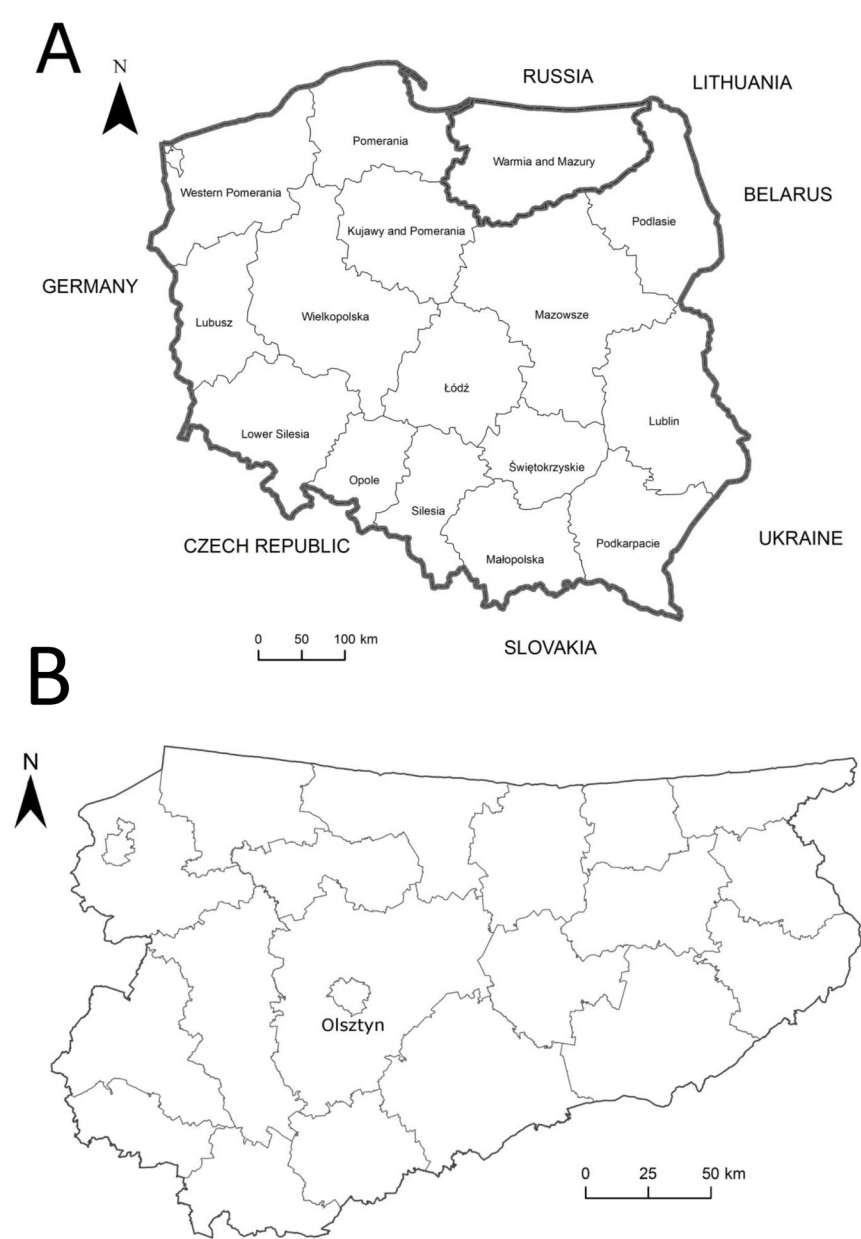 A
N
RUSSIA
LITHUANIA
Pomerania
Warmia and Mazury
Western Pomerania
BELARUS
Podlasie
Kujawy and Pomerania
GERMANY
Lubusz
Wielkopolska
Mazowsze
Łódź
Lublin
Lower Silesia
Świętokrzyskie
Opole
Silesia
CZECH REPUBLIC
Małopolska
Podkarpacie
UKRAINE
0 50 100 km
SLOVAKIA
B
N
Olsztyn
0 25 50 km